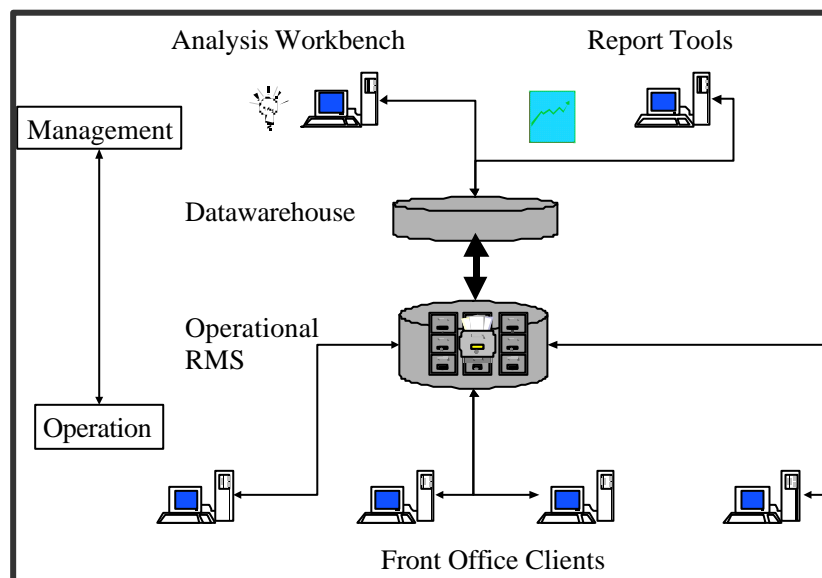 Analysis Workbench
Report Tools
Management
Datawarehouse
Operational
RMS
Operation
Front Office Clients